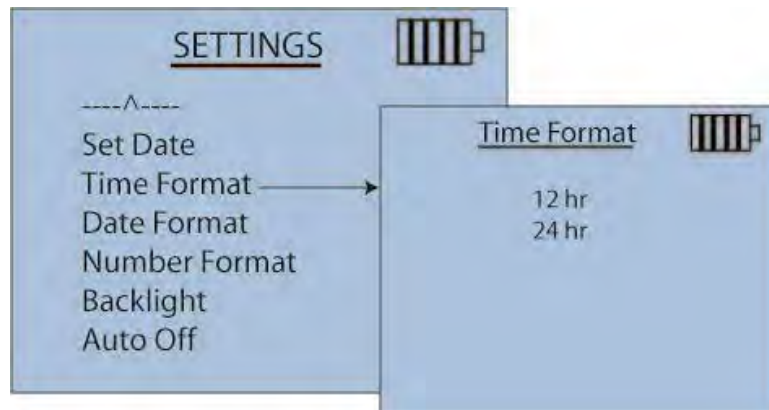 SETTINGS
----^----
Set Date
Time Format
Date Format
Number Format
Backlight
Auto Off
Time Format
12 hr
24 hr